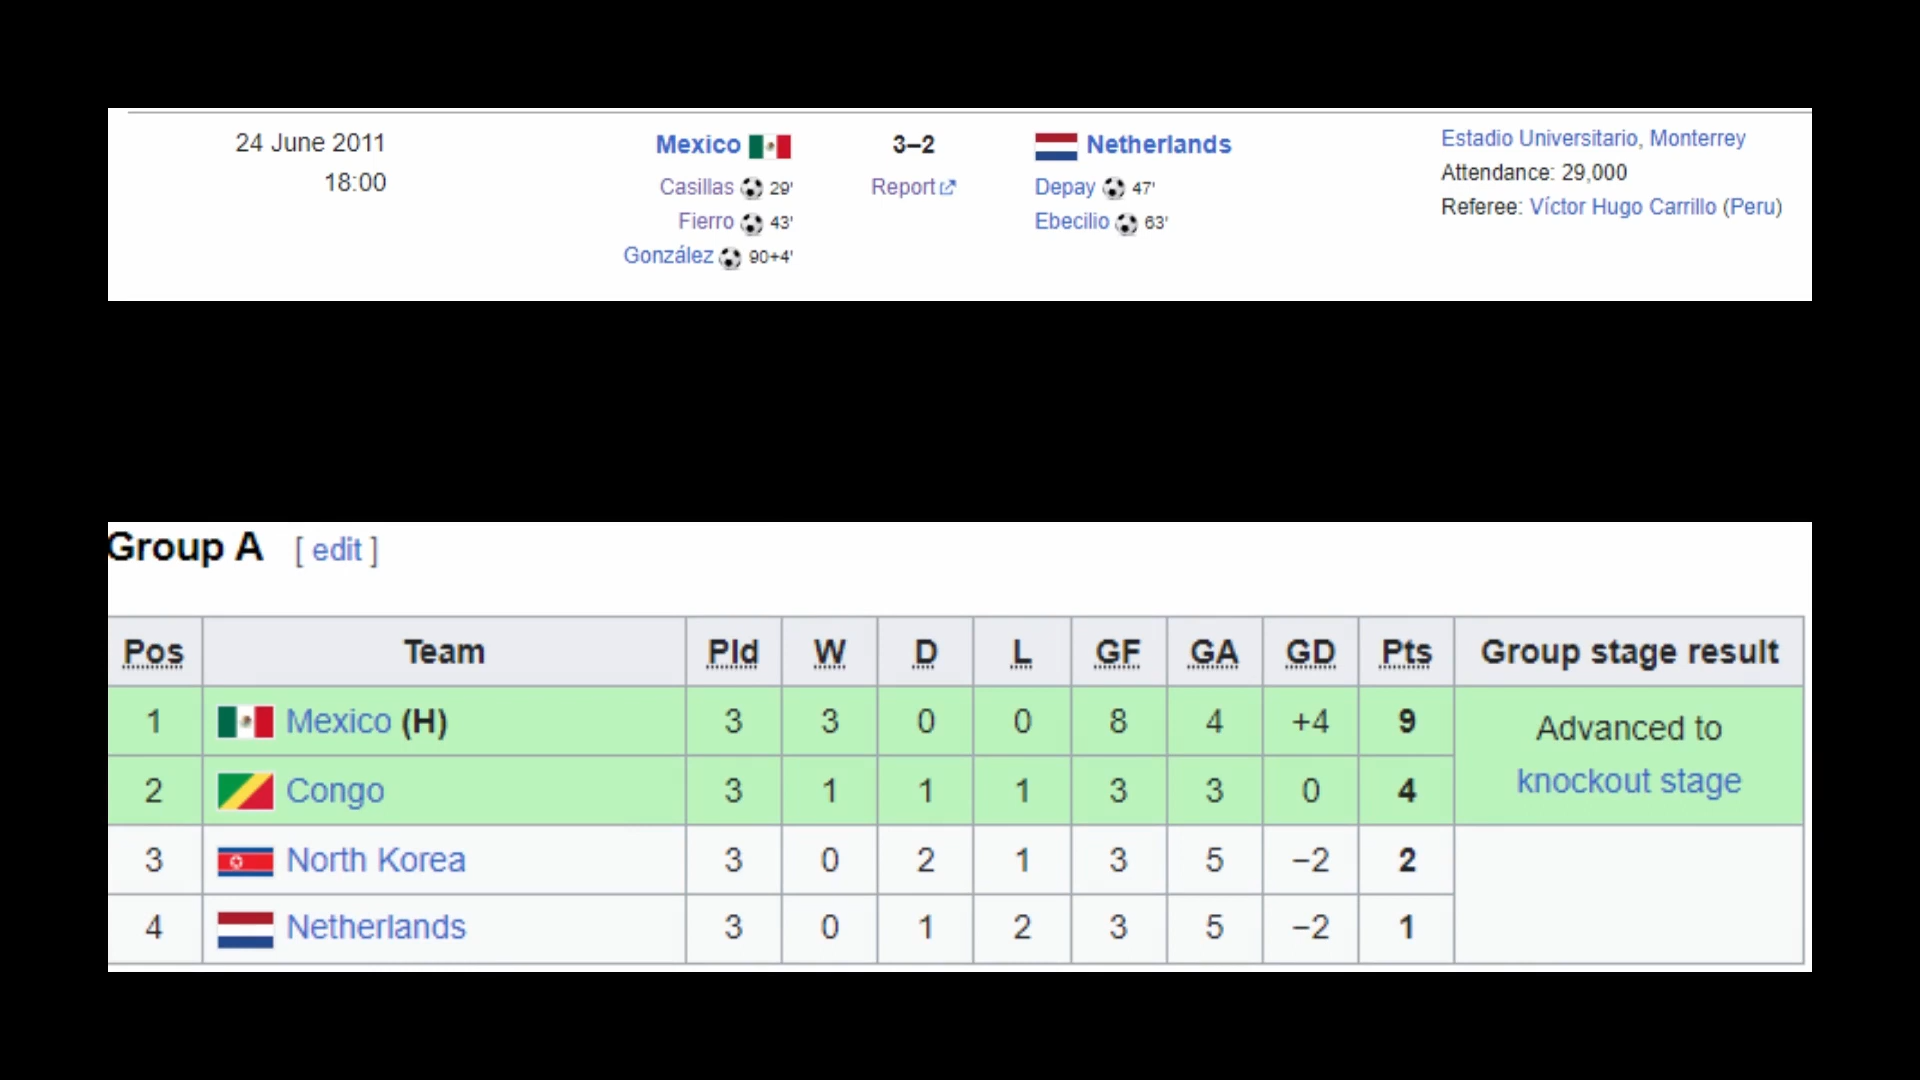 24 June 2011 Mexico 3–2 Netherlands Estadio Universitario, Monterrey
18:00 Casillas 29' Report Depay 47' Attendance: 29,000
Fierro 43' Ebecilio 63' Referee: Víctor Hugo Carrillo (Peru)
González 90+4'
Group A [ edit ]
Pos Team Pld W D L GF GA GD Pts Group stage result
1 Mexico (H) 3 3 0 0 8 4 +4 9 Advanced to
2 Congo 3 1 1 1 3 3 0 4 knockout stage
3 North Korea 3 0 2 1 3 5 −2 2
4 Netherlands 3 0 1 2 3 5 −2 1